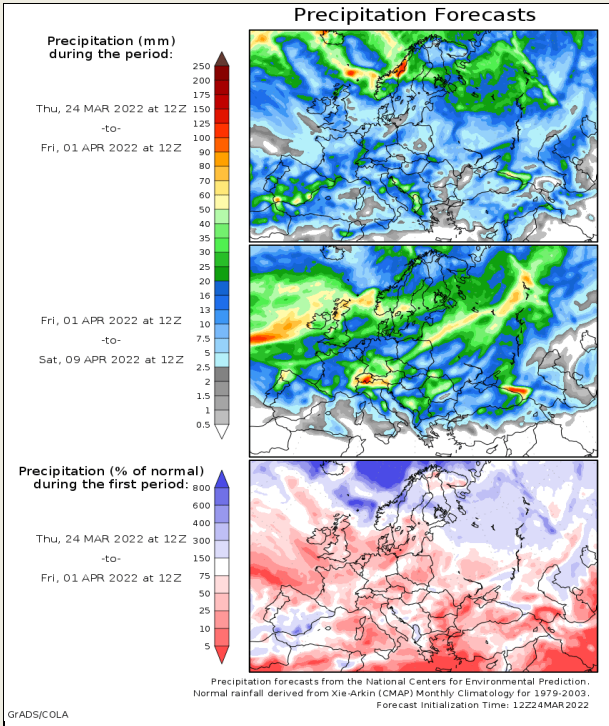 Precipitation Forecasts
Precipitation (mm)
during the period:
Thu, 24 MAR 2022 at 12Z
-to-
Fri, 01 APR 2022 at 12Z
250
200
175
150
125
100
90
80
70
60
50
40
35
30
25
20
16
13
10
7.5
5
2.5
2
1.5
1
0.5
Fri, 01 APR 2022 at 12Z
-to-
Sat, 09 APR 2022 at 12Z
Precipitation (% of normal)
during the first period:
Thu, 24 MAR 2022 at 12Z
-to-
Fri, 01 APR 2022 at 12Z
800
600
400
300
150
75
50
25
10
5
Precipitation forecasts from the National Centers for Environmental Prediction.
Normal rainfall derived from Xie-Arkin (CMAP) Monthly Climatology for 1979-2003.
Forecast Initialization Time: 12Z24MAR2022
GrADS/COLA